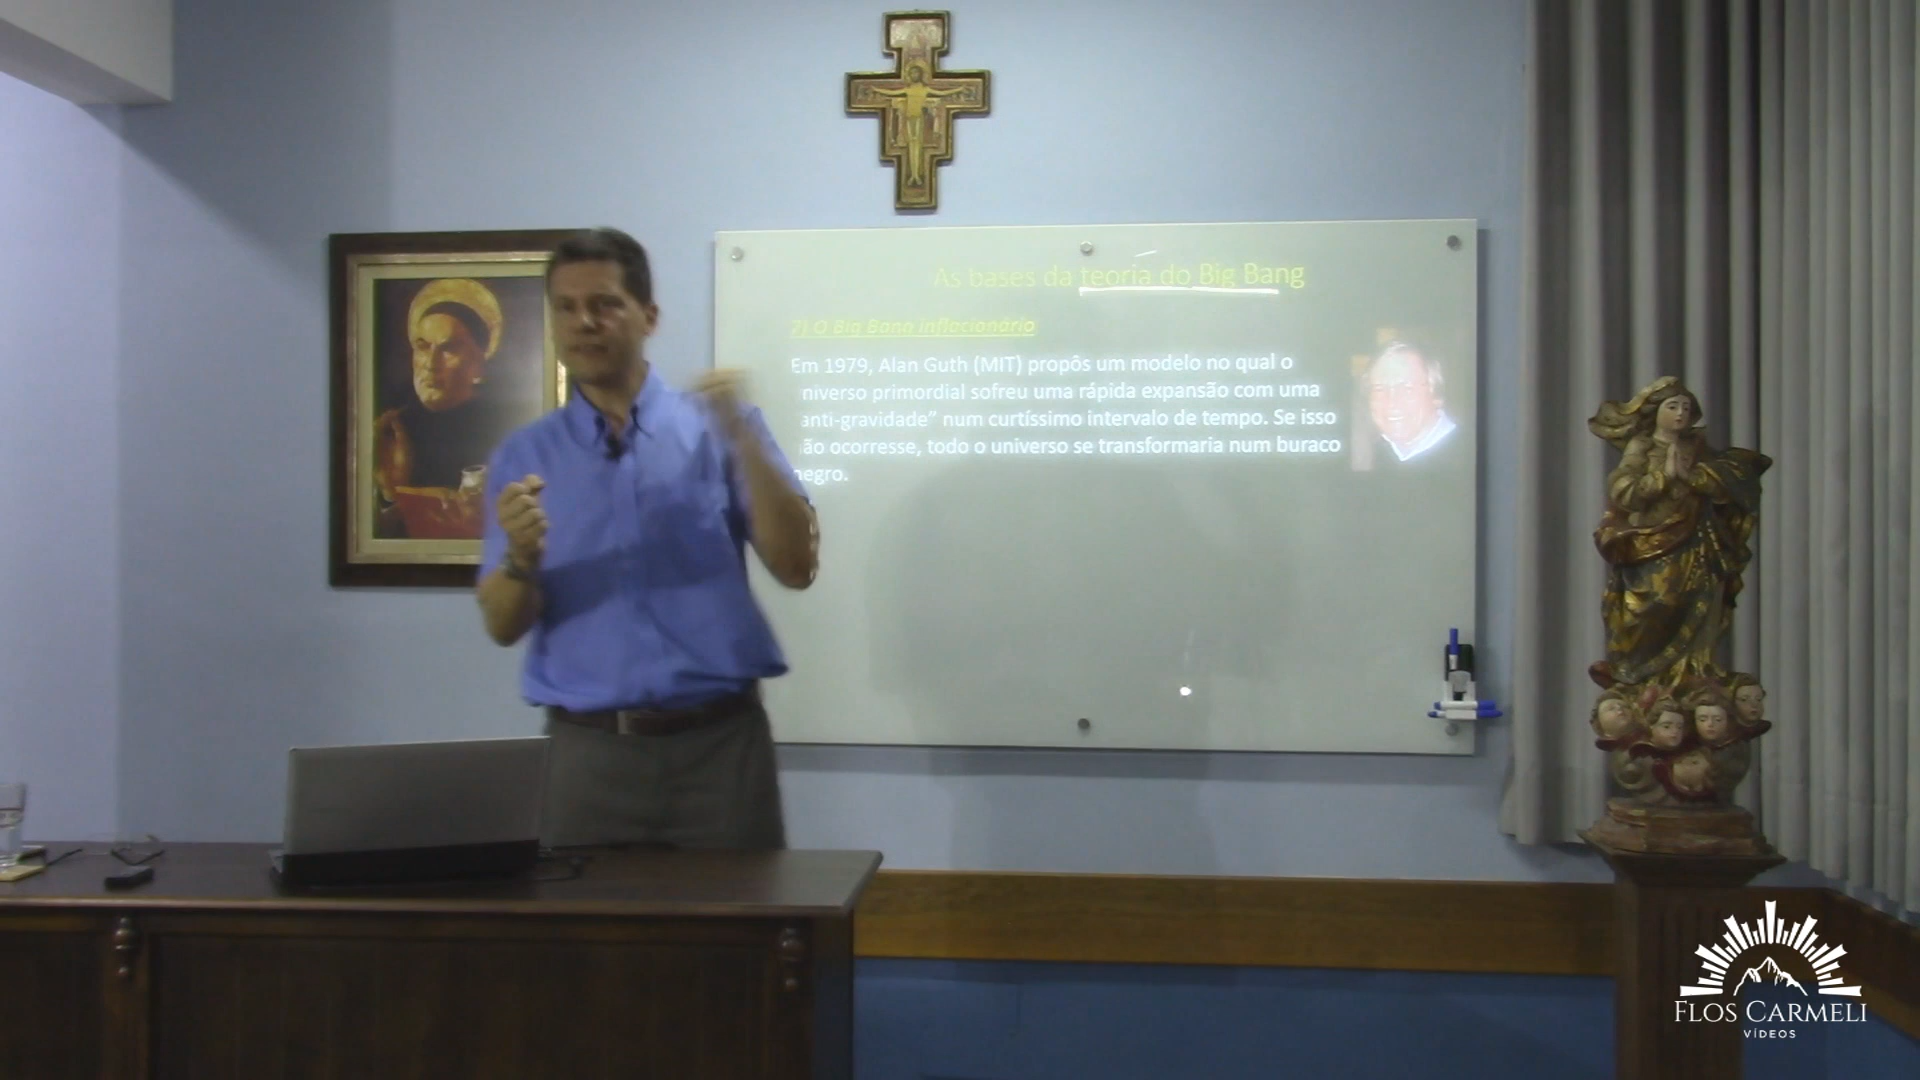 As bases da teoria do Big Bang
7) O Big Bang inflacionário
Em 1979, Alan Guth (MIT) propôs um modelo no qual o
niverso primordial sofreu uma rápida expansão com uma
anti-gravidade” num curtíssimo intervalo de tempo. Se isso
ão ocorresse, todo o universo se transformaria num buraco
negro.
FLOS CARMELI
VÍDEOS